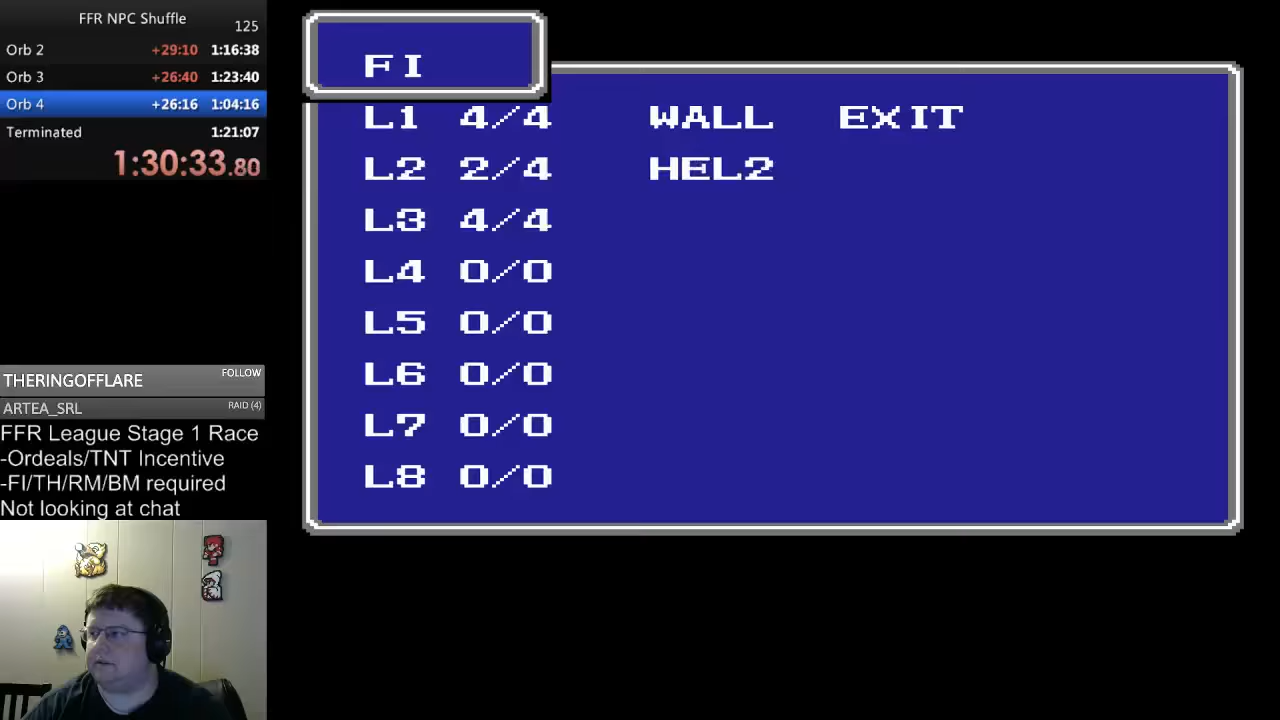 FFR NPC Shuffle
125
Orb 2 +29:10 1:16:38
Orb 3 +26:40 1:23:40
Orb 4 +26:16 1:04:16
Terminated 1:21:07
1:30:33.80
THERINGOFFLARE FOLLOW
ARTEA_SRL RAID (4)
FFR League Stage 1 Race
-Ordeals/TNT Incentive
-FI/TH/RM/BM required
Not looking at chat
FI
L1 4/4 WALL EXIT
L2 2/4 HEL2
L3 4/4
L4 0/0
L5 0/0
L6 0/0
L7 0/0
L8 0/0